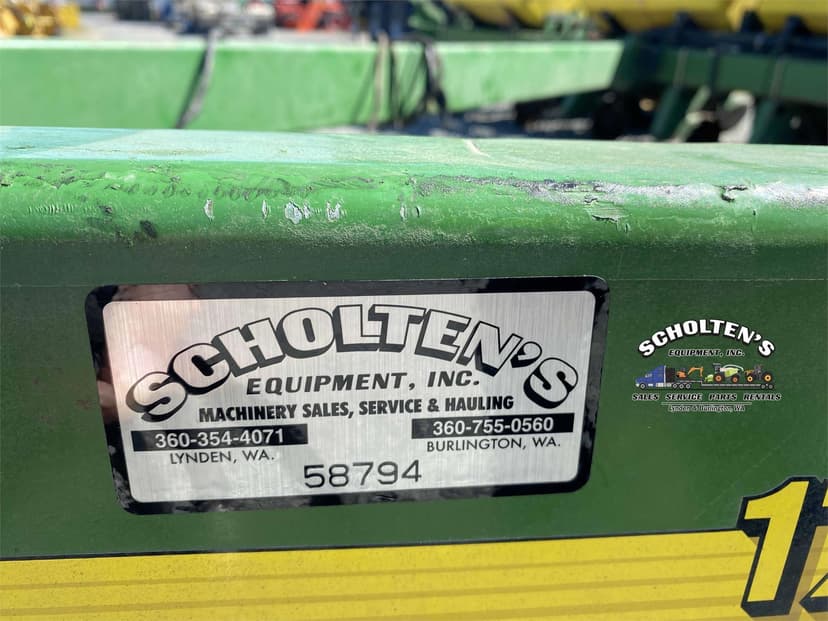 SCHOLTEN'S
EQUIPMENT, INC.
MACHINERY SALES, SERVICE & HAULING
360-354-4071
LYNDEN, WA.
360-755-0560
BURLINGTON, WA.
58794
SCHOLTEN'S
EQUIPMENT, INC.
SALES SERVICE PARTS RENTALS
Lynden & Burlington, WA